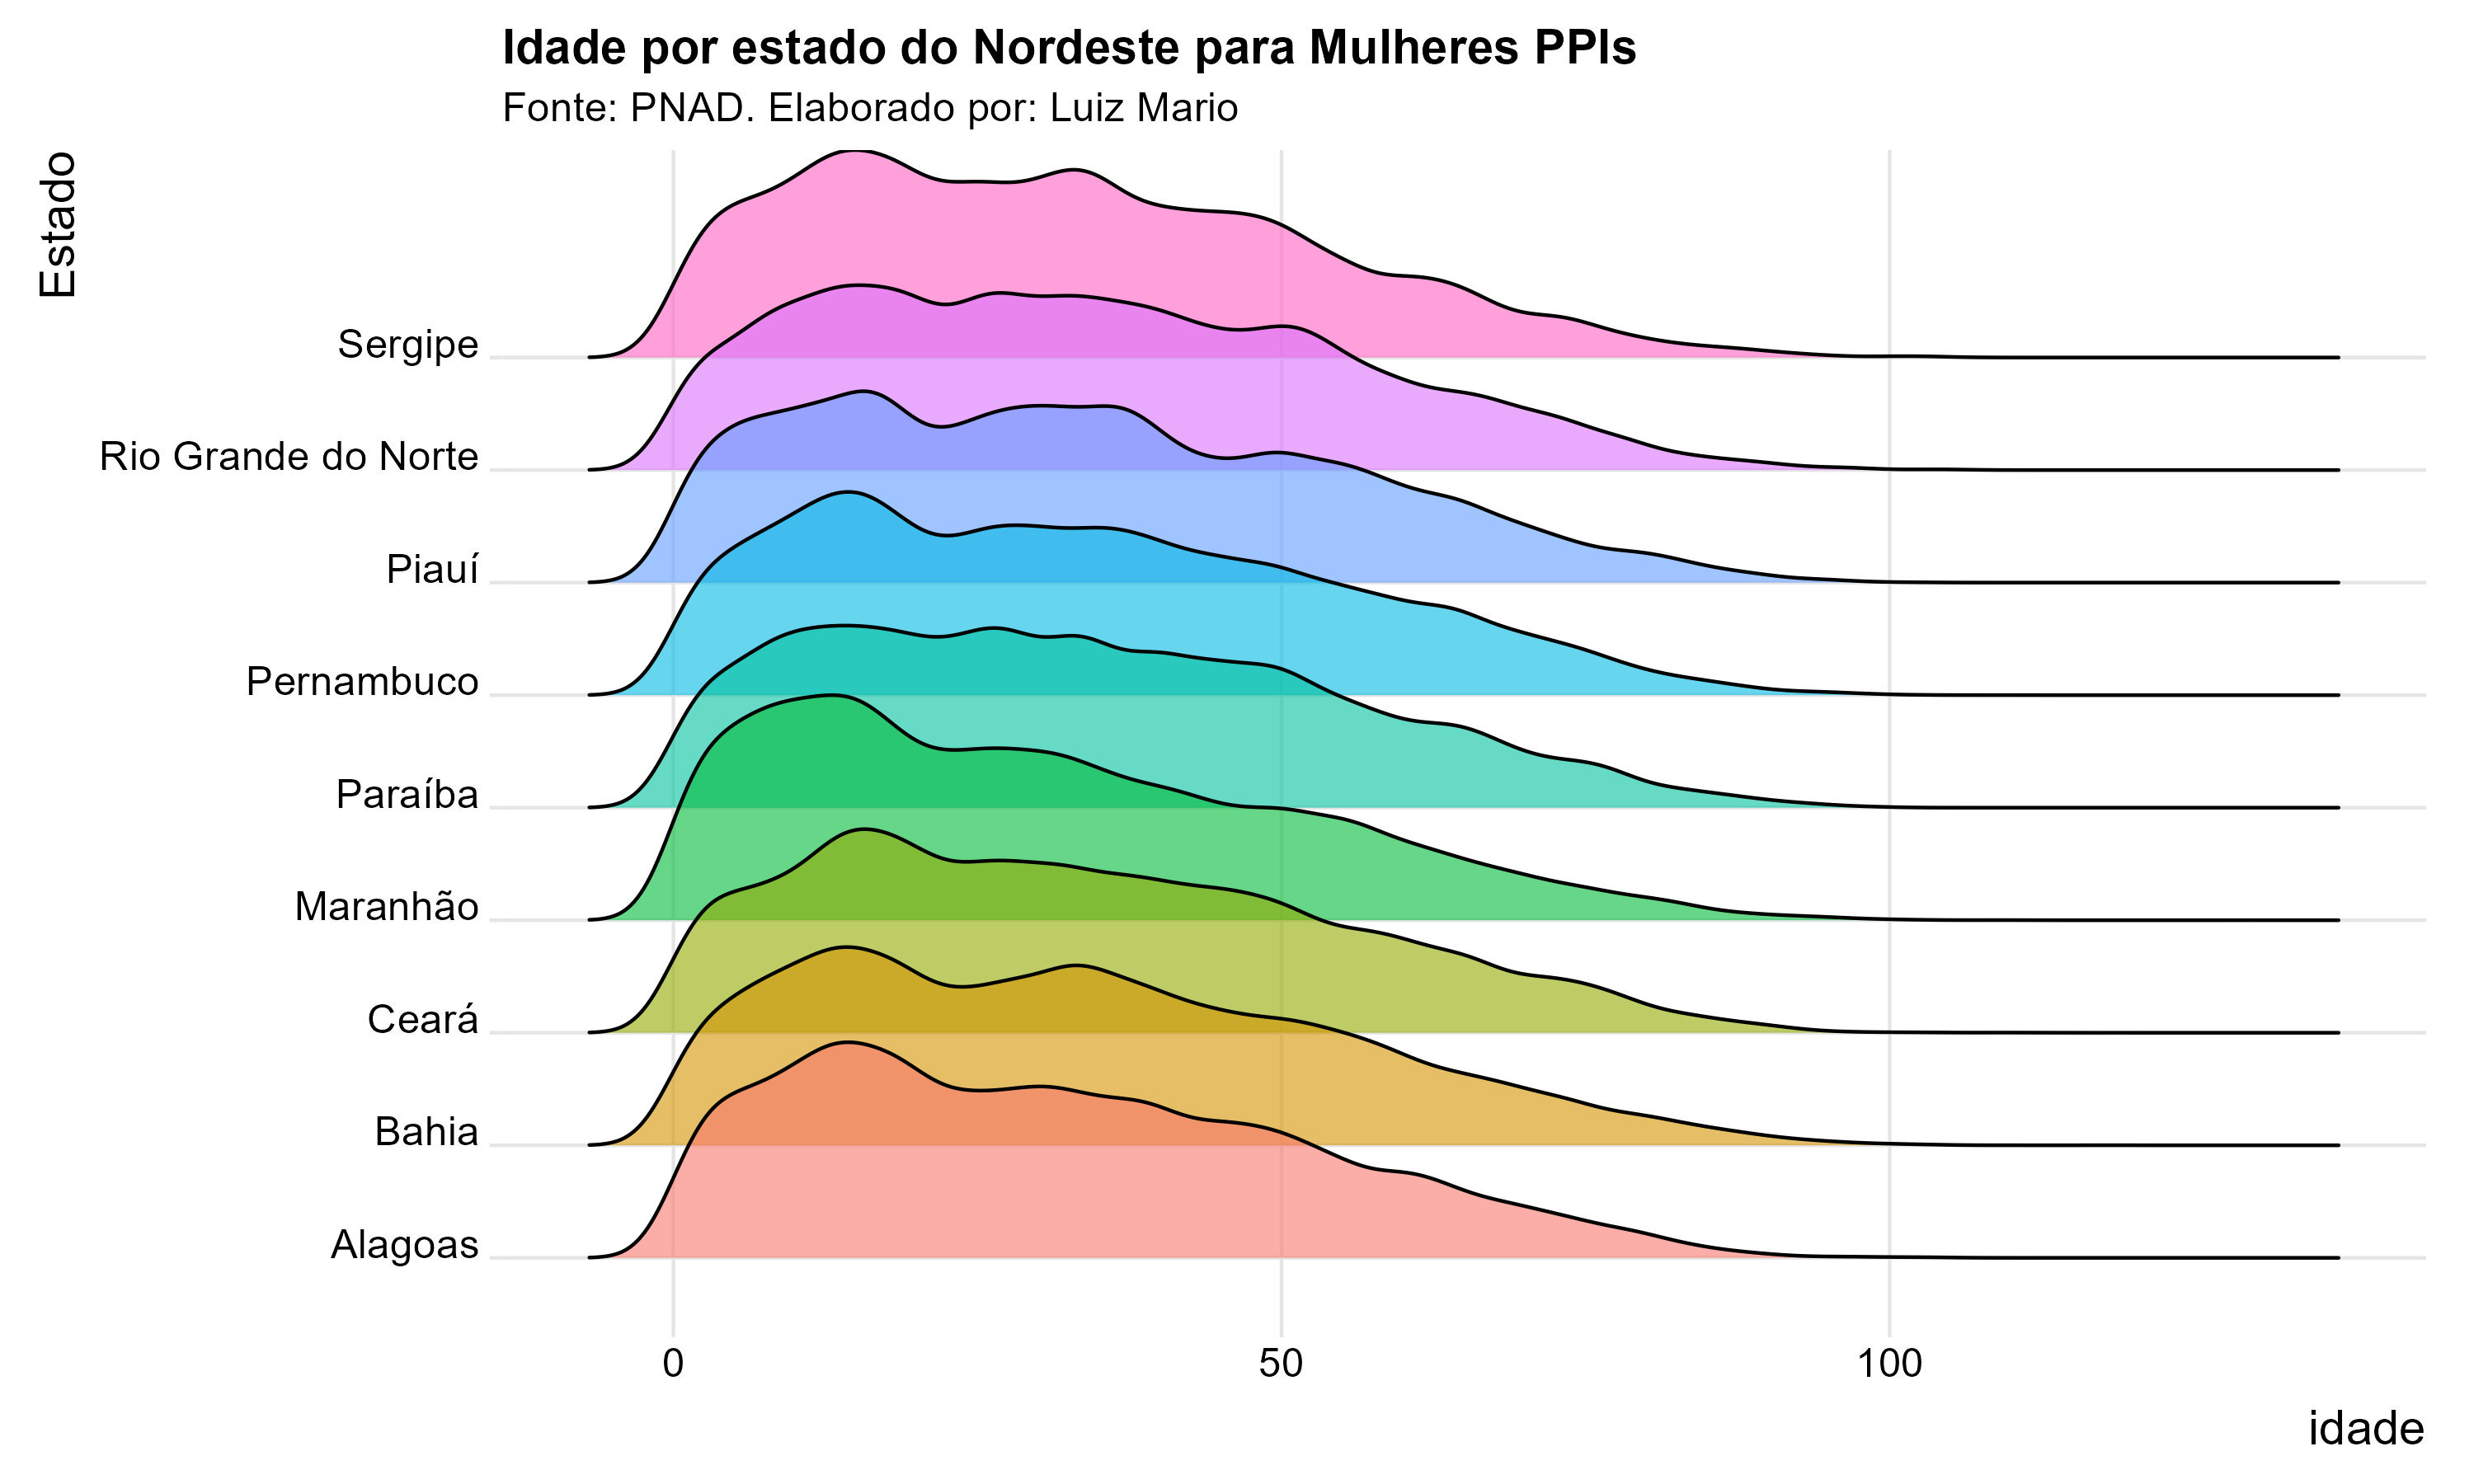 Idade por estado do Nordeste para Mulheres PPIs
Fonte: PNAD. Elaborado por: Luiz Mario
Estado
Sergipe
Rio Grande do Norte
Piauí
Pernambuco
Paraíba
Maranhão
Ceará
Bahia
Alagoas
0 50 100
idade